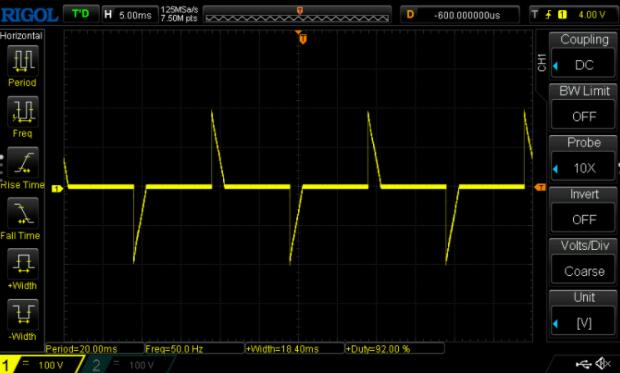 RIGOL T'D H 5.00ms 125MSa/s 7.50M pts D -600.000000us T 1 4.00 V
Horizontal
Period
Freq
Rise Time
Fall Time
+Width
-Width
T
1
T
CH1
Coupling
DC
BW Limit
OFF
Probe
10X
Invert
OFF
Volts/Div
Coarse
Unit
[V]
Period=20.00ms Freq=50.0 Hz +Width=18.40ms +Duty=92.00 %
1 = 100 V 2 = 100 V